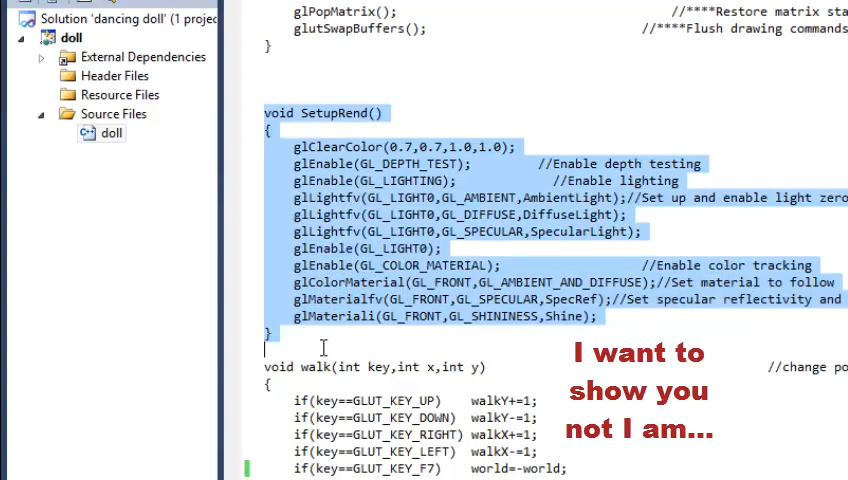 Solution 'dancing doll' (1 projec
doll
External Dependencies
Header Files
Resource Files
Source Files
doll
glPopMatrix(); //****Restore matrix sta
glutSwapBuffers(); //****Flush drawing commands
}
void SetupRend()
{
glClearColor(0.7,0.7,1.0,1.0);
glEnable(GL_DEPTH_TEST); //Enable depth testing
glEnable(GL_LIGHTING); //Enable lighting
glLightfv(GL_LIGHT0,GL_AMBIENT,AmbientLight);//Set up and enable light zero
glLightfv(GL_LIGHT0,GL_DIFFUSE,DiffuseLight);
glLightfv(GL_LIGHT0,GL_SPECULAR,SpecularLight);
glEnable(GL_LIGHT0);
glEnable(GL_COLOR_MATERIAL); //Enable color tracking
glColorMaterial(GL_FRONT,GL_AMBIENT_AND_DIFFUSE);//Set material to follow
glMaterialfv(GL_FRONT,GL_SPECULAR,SpecRef);//Set specular reflectivity and
glMateriali(GL_FRONT,GL_SHININESS,Shine);
}
void walk(int key,int x,int y) //change po
{
if(key==GLUT_KEY_UP) walkY+=1;
if(key==GLUT_KEY_DOWN) walkY-=1;
if(key==GLUT_KEY_RIGHT) walkX+=1;
if(key==GLUT_KEY_LEFT) walkX-=1;
if(key==GLUT_KEY_F7) world=-world;
I want to
show you
not I am...